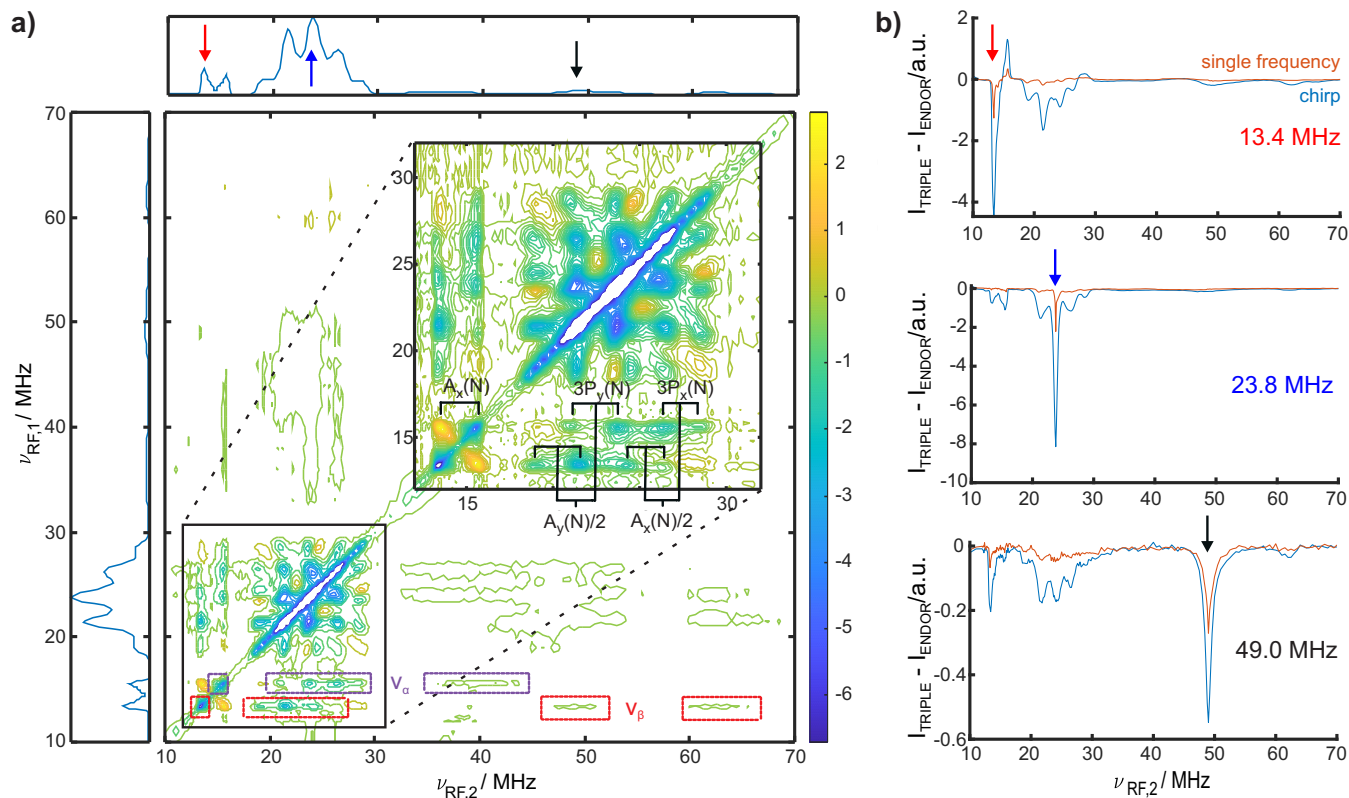 a)
70
60
50
40
30
20
10
ν_RF,1 / MHz
10
20
30
40
50
60
70
ν_RF,2 / MHz
30
25
20
15
15
30
A_x(N)
3P_y(N)
3P_x(N)
A_y(N)/2
A_x(N)/2
ν_α
ν_β
2
1
0
-1
-2
-3
-4
-5
-6
b)
I_TRIPLE - I_ENDOR/a.u.
2
0
-2
-4
single frequency
chirp
13.4 MHz
10 20 30 40 50 60 70
I_TRIPLE - I_ENDOR/a.u.
0
-2
-4
-6
-8
-10
23.8 MHz
10 20 30 40 50 60 70
I_TRIPLE - I_ENDOR/a.u.
0
-0.2
-0.4
-0.6
49.0 MHz
10 20 30 40 50 60 70
ν_RF,2 / MHz